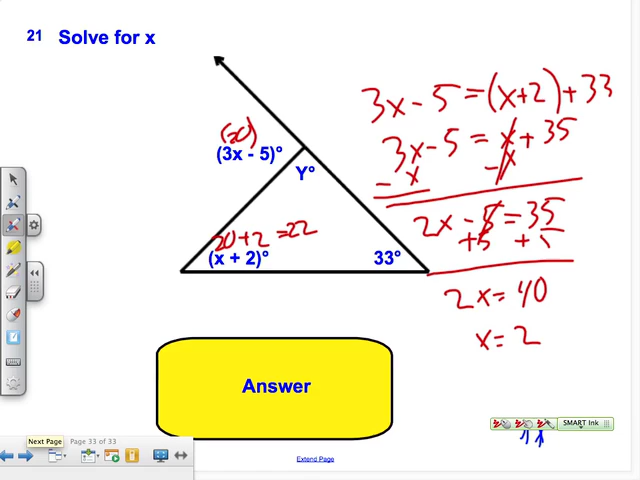 21 Solve for x
(20)
(3x - 5)°
Y°
20+2=22
(x + 2)°
33°
3x - 5 = (x+2) + 33
3x - 5 = x + 35
- x - x
2x - 5 = 35
+5 + 5
2x = 40
x = 2
Answer
SMART Ink
Next Page
Page 33 of 33
Extend Page